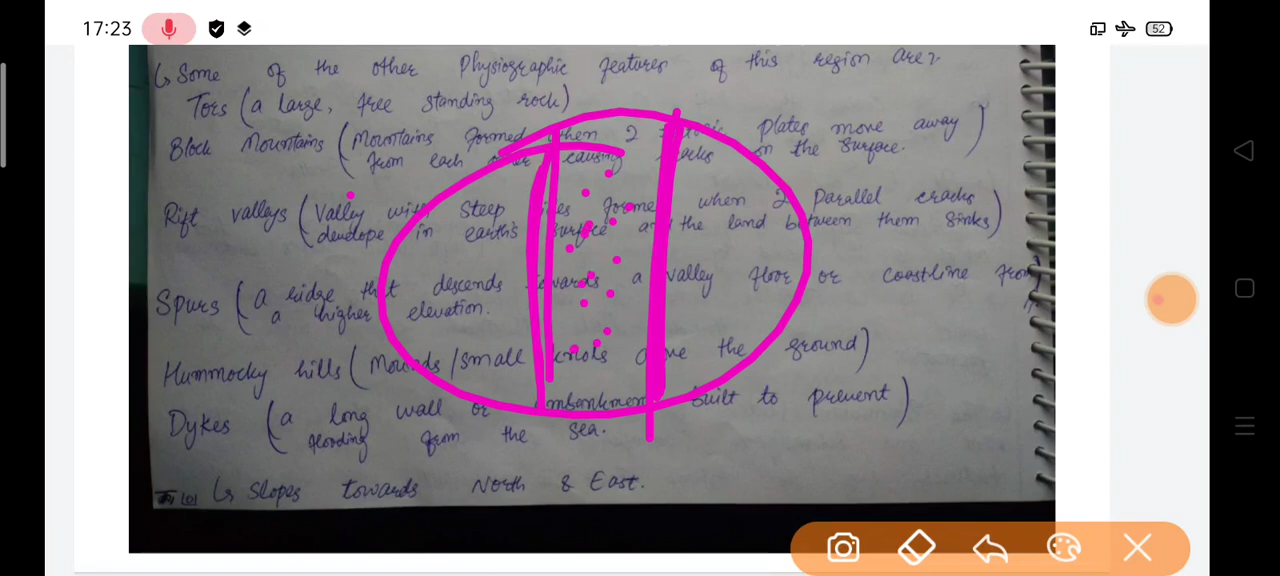 17:23
52
↳ Some of the other Physiographic features of this region are?
Tors (a large, free standing rock)
Block Mountains (Mountains formed when 2 plates move away
from each other causing cracks on the surface.)
Rift valleys (Valley with steep sides formed when 2 Parallel cracks
develope in earth's surface and the land between them sinks)
Spurs (a ridge that descends towards a valley floor or coastline from
a higher elevation.
Hummocky hills (Mounds/small knobs above the ground)
Dykes (a long wall or embankment built to prevent
flooding from the sea.)
↳ Slopes towards North & East.